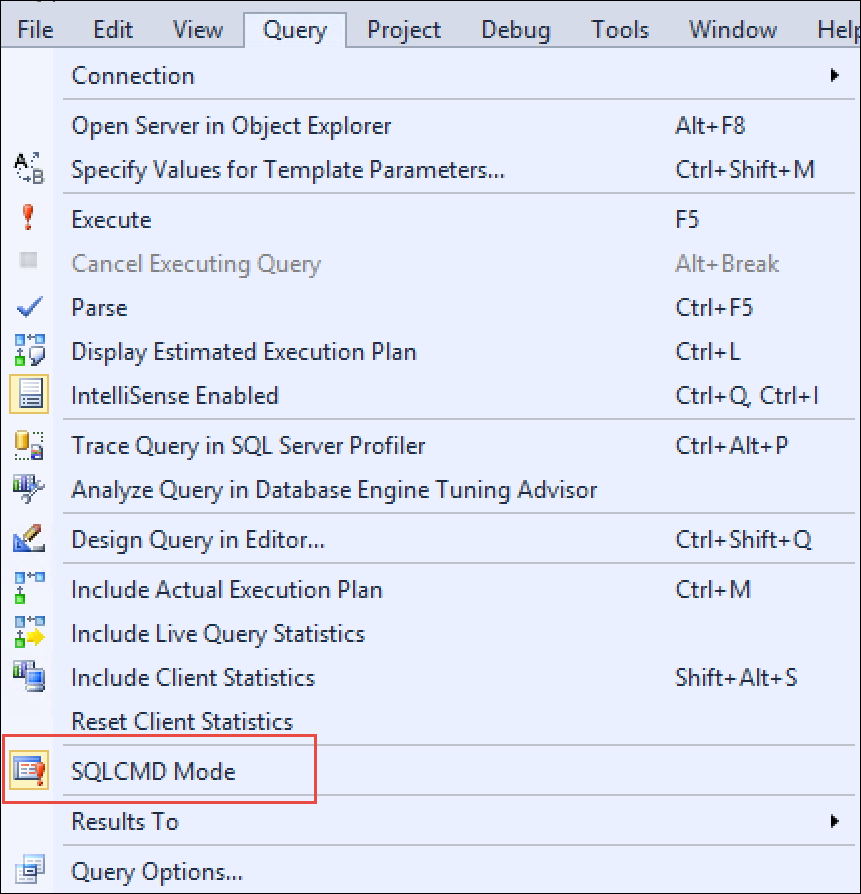 File Edit View Query Project Debug Tools Window Help
Connection
Open Server in Object Explorer Alt+F8
Specify Values for Template Parameters... Ctrl+Shift+M
Execute F5
Cancel Executing Query Alt+Break
Parse Ctrl+F5
Display Estimated Execution Plan Ctrl+L
IntelliSense Enabled Ctrl+Q, Ctrl+I
Trace Query in SQL Server Profiler Ctrl+Alt+P
Analyze Query in Database Engine Tuning Advisor
Design Query in Editor... Ctrl+Shift+Q
Include Actual Execution Plan Ctrl+M
Include Live Query Statistics
Include Client Statistics Shift+Alt+S
Reset Client Statistics
SQLCMD Mode
Results To
Query Options...